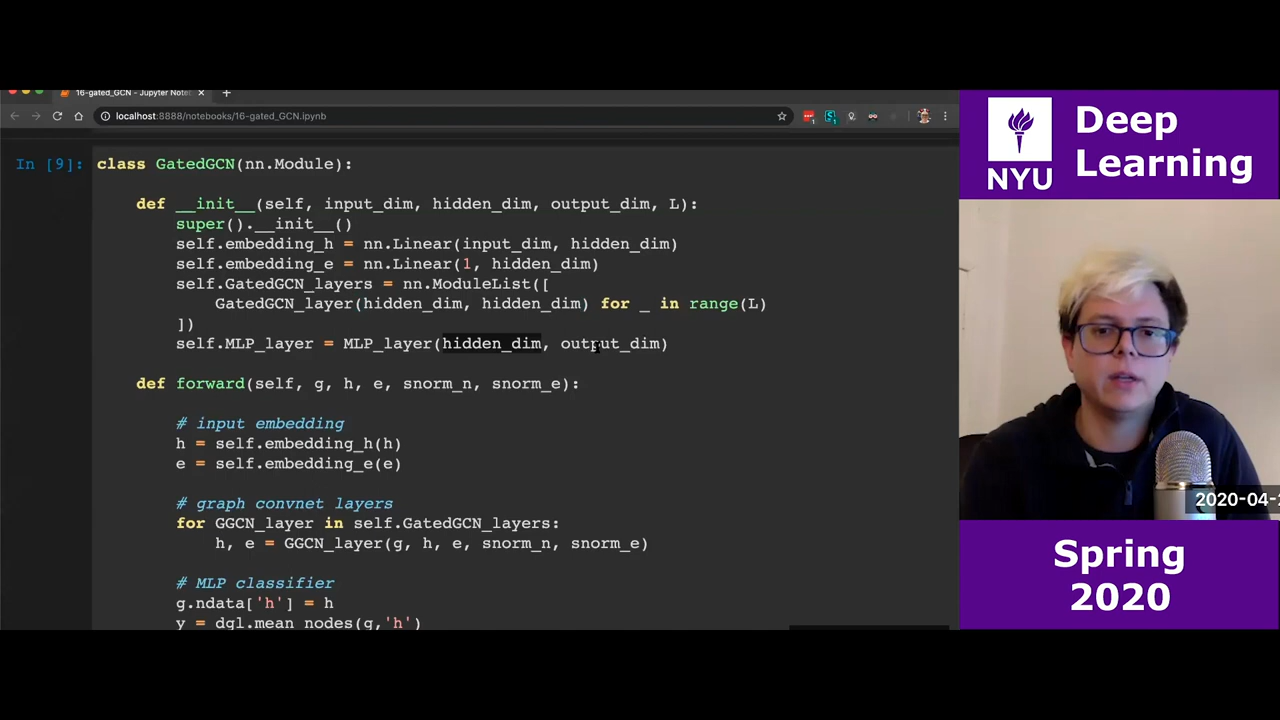 16-gated_GCN - Jupyter Note
localhost:8888/notebooks/16-gated_GCN.ipynb
In [9]:
class GatedGCN(nn.Module):
def __init__(self, input_dim, hidden_dim, output_dim, L):
super().__init__()
self.embedding_h = nn.Linear(input_dim, hidden_dim)
self.embedding_e = nn.Linear(1, hidden_dim)
self.GatedGCN_layers = nn.ModuleList([
GatedGCN_layer(hidden_dim, hidden_dim) for _ in range(L)
])
self.MLP_layer = MLP_layer(hidden_dim, output_dim)
def forward(self, g, h, e, snorm_n, snorm_e):
# input embedding
h = self.embedding_h(h)
e = self.embedding_e(e)
# graph convnet layers
for GGCN_layer in self.GatedGCN_layers:
h, e = GGCN_layer(g, h, e, snorm_n, snorm_e)
# MLP classifier
g.ndata['h'] = h
y = dgl.mean_nodes(g,'h')
NYU
Deep
Learning
2020-04-2
Spring
2020